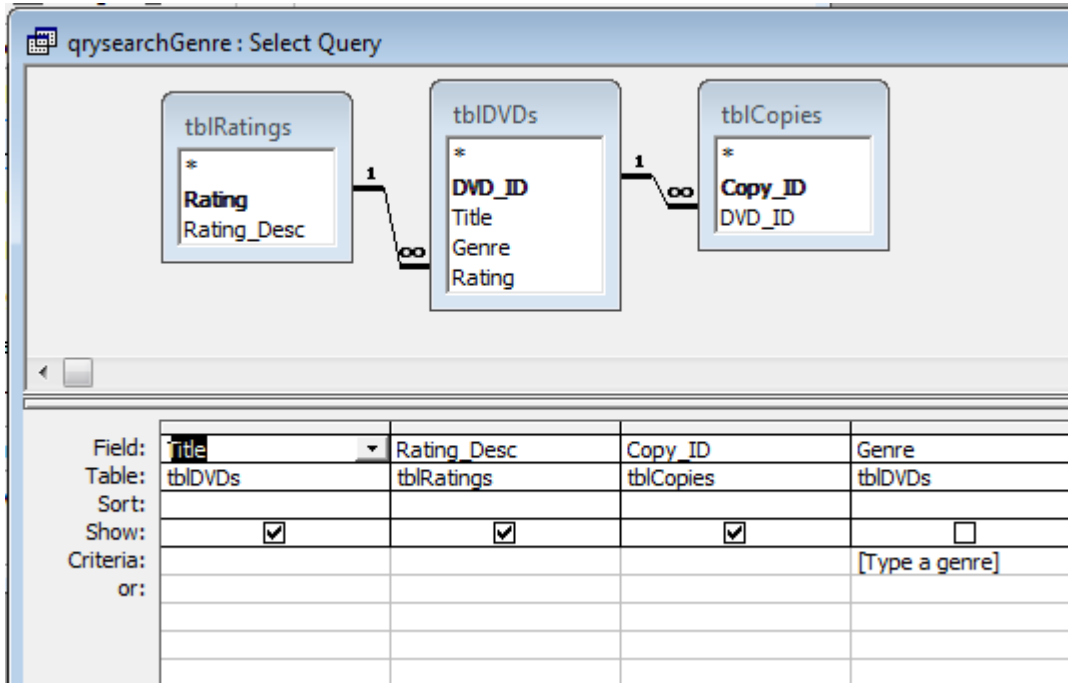 qrysearchGenre : Select Query
tblRatings
*
Rating
Rating_Desc
1
∞
tblDVDs
*
DVD_ID
Title
Genre
Rating
1
∞
tblCopies
*
Copy_ID
DVD_ID
Field: Title Rating_Desc Copy_ID Genre
Table: tblDVDs tblRatings tblCopies tblDVDs
Sort:
Show:
Criteria: [Type a genre]
or: